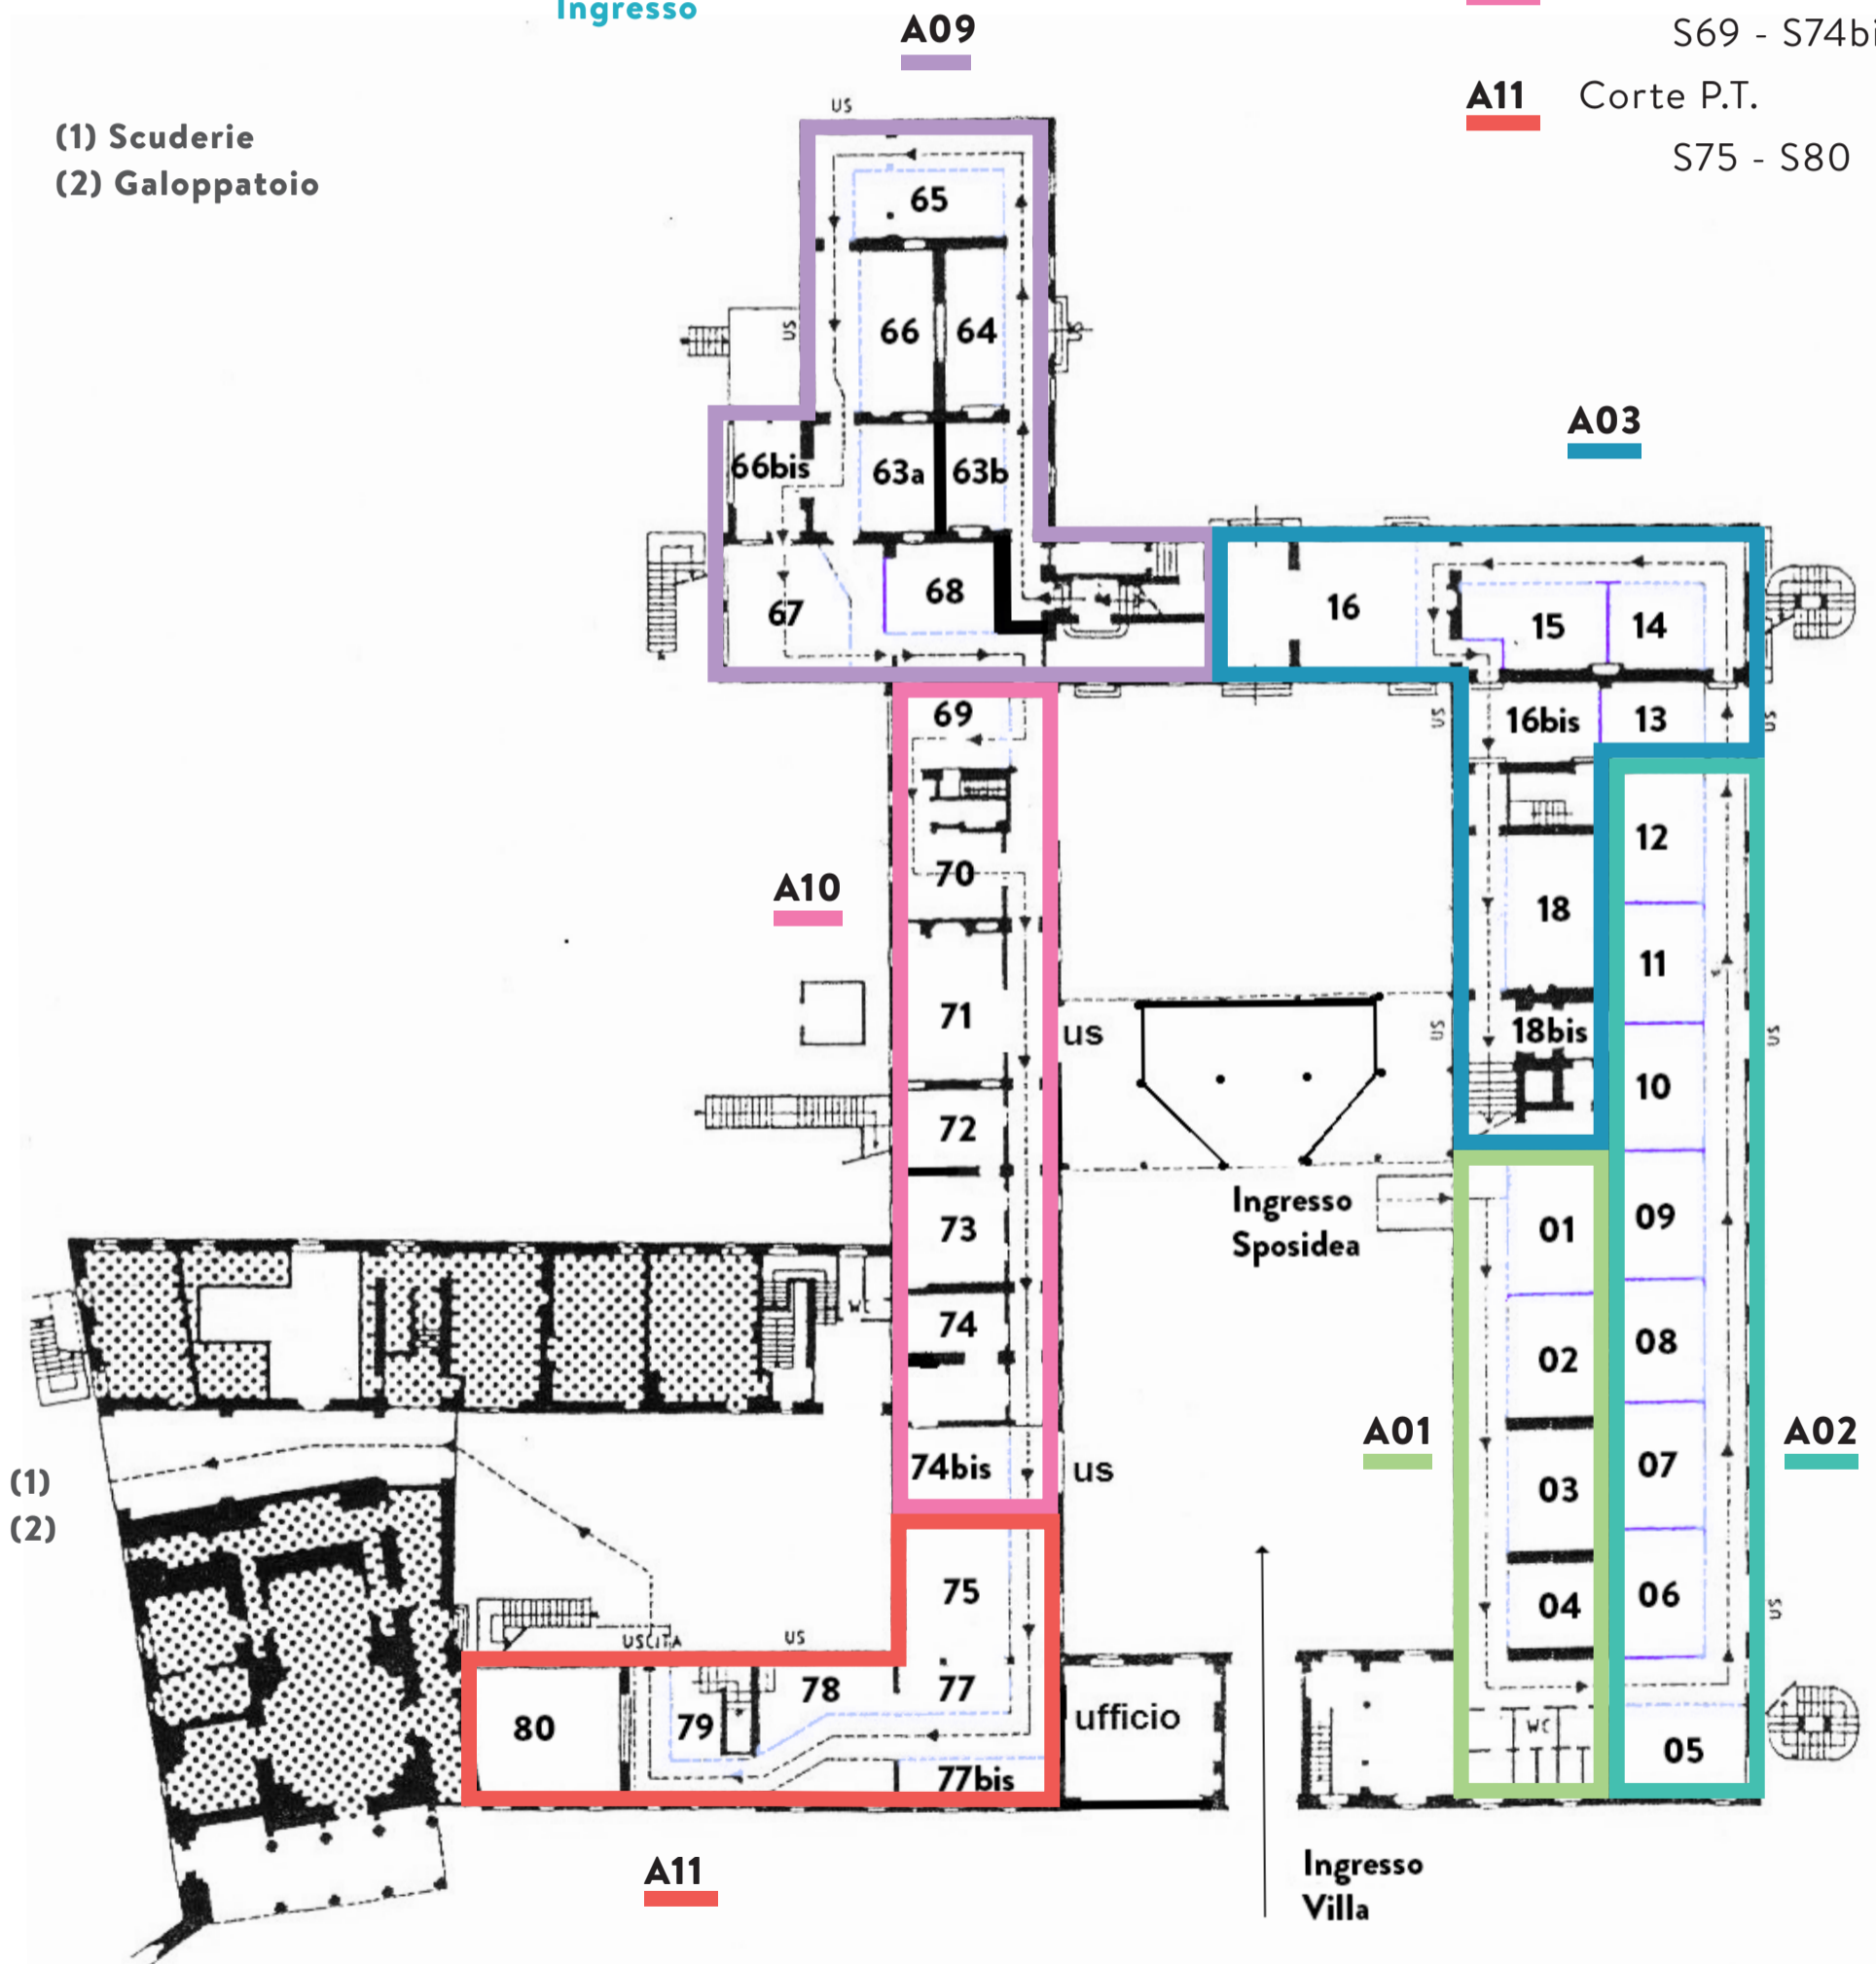 Ingresso
A09
S69 - S74bi
A11 Corte P.T.
S75 - S80
(1) Scuderie
(2) Galoppatoio
US
65
66
64
US
US
A03
66bis
63a
63b
67
68
16
15
14
69
16bis
13
US
US
12
A10
70
18
11
71
us
US
18bis
US
10
72
Ingresso
Sposidea
73
01
09
WC
74
02
08
A01
A02
74bis
us
03
07
(1)
(2)
75
04
06
US
USCITA
US
78
77
80
79
ufficio
WC
05
77bis
A11
Ingresso
Villa